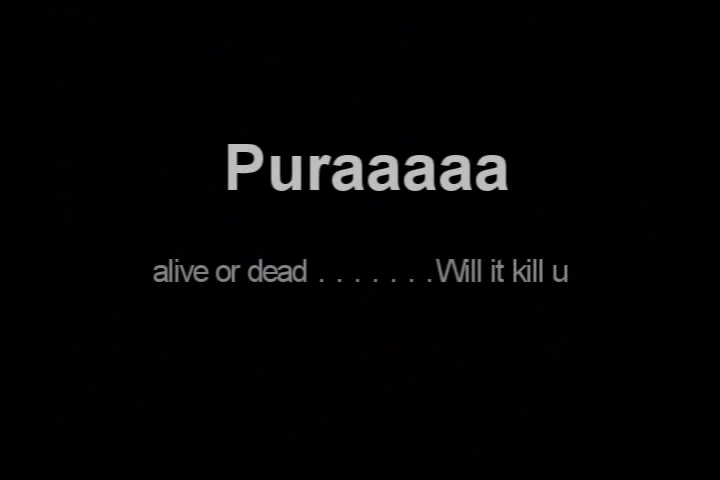 Puraaaaa
alive or dead . . . . . . .Will it kill u